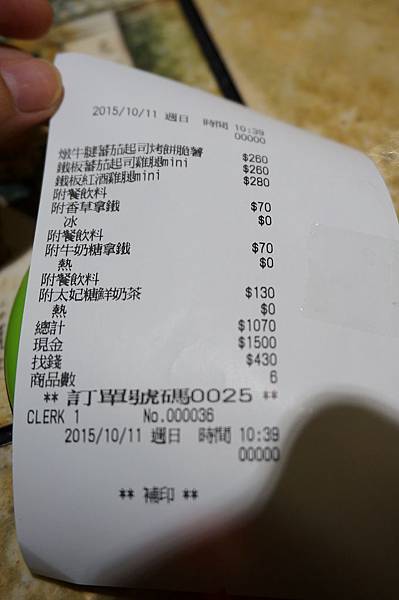 2015/10/11 週日 時間 10:39
00000
燉牛腱蕃茄起司烤餅脆薯 $260
鐵板蕃茄起司雞腿mini $260
鐵板紅酒雞腿mini $280
附餐飲料
附香草拿鐵 $70
冰 $0
附餐飲料
附牛奶糖拿鐵 $70
熱 $0
附餐飲料
附太妃糖鮮奶茶 $130
熱 $0
總計 $1070
現金 $1500
找錢 $430
商品數 6
** 訂單號碼0025 **
CLERK 1 No.000036
2015/10/11 週日 時間 10:39
00000
** 補印 **